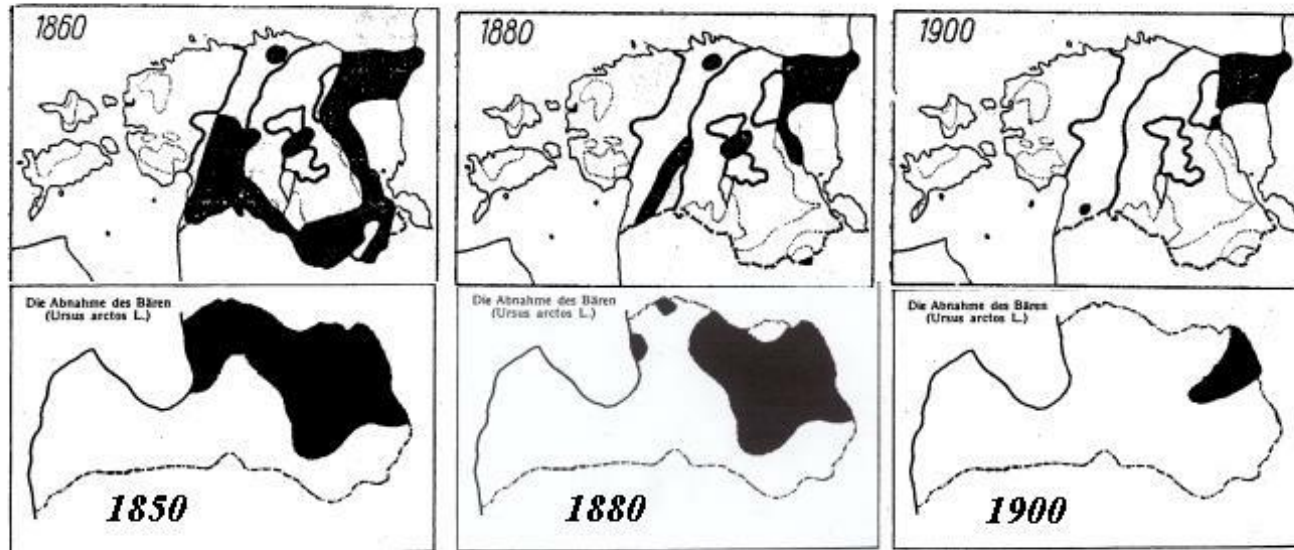 1860
1880
1900
Die Abnahme des Bären
(Ursus arctos L.)
1850
Die Abnahme des Bären
(Ursus arctos L.)
1880
Die Abnahme des Bären
(Ursus arctos L.)
1900